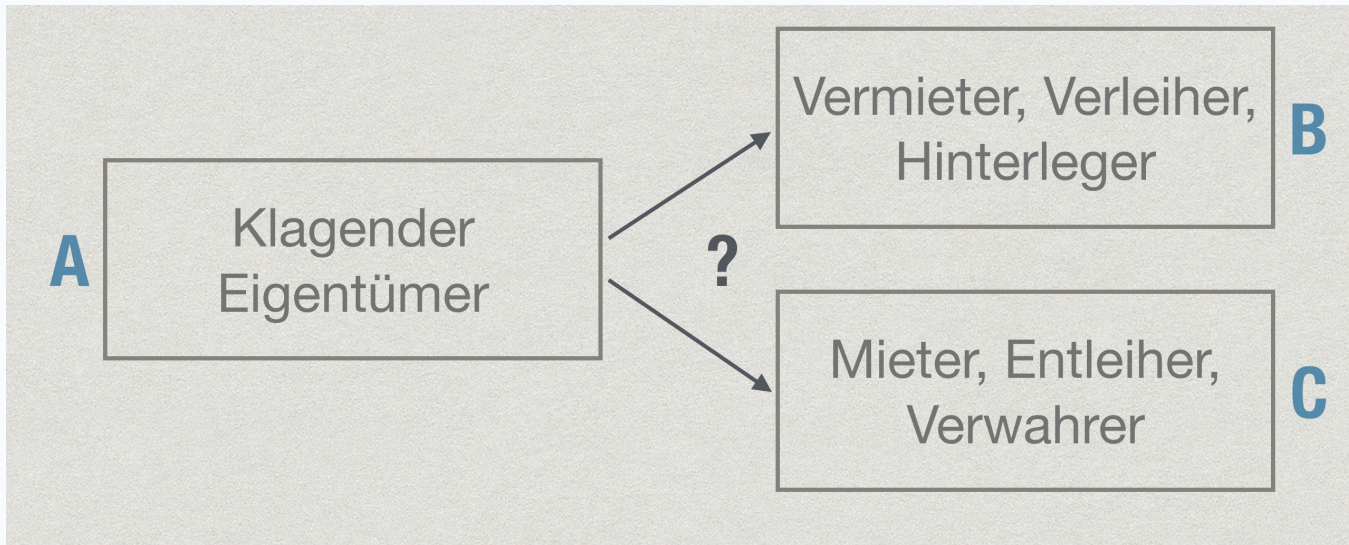 A
Klagender
Eigentümer
?
Vermieter, Verleiher,
Hinterleger
B
Mieter, Entleiher,
Verwahrer
C